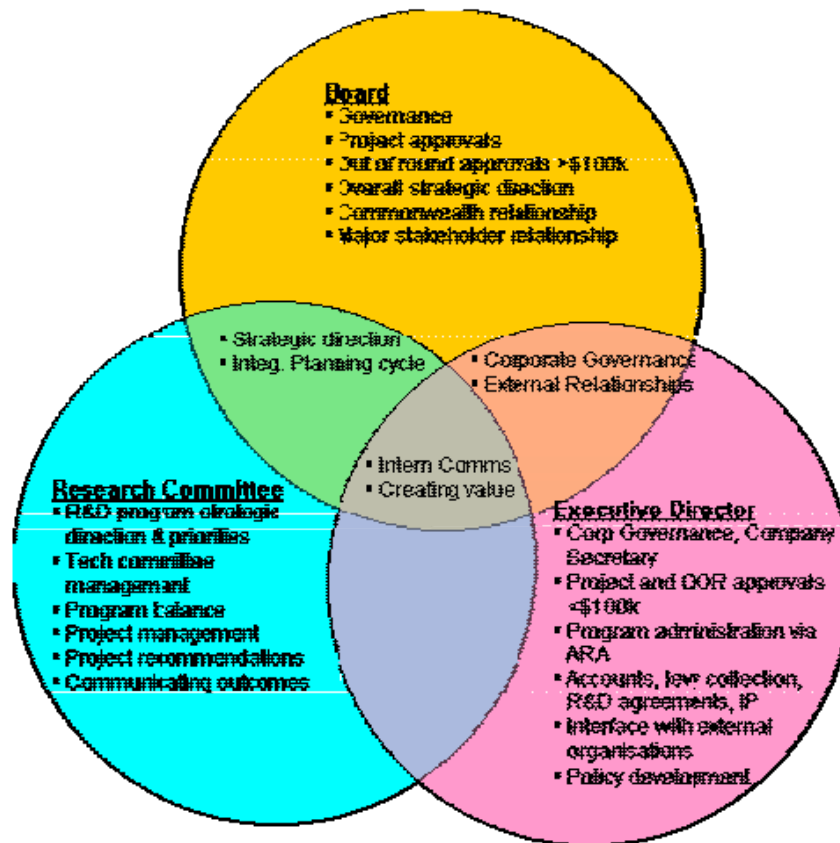 Board
▪ Governance
▪ Project approvals
▪ Out of round approvals >$100k
▪ Overall strategic direction
▪ Commonwealth relationship
▪ Major stakeholder relationship
▪ Strategic direction
▪ Integ. Planning cycle
▪ Corporate Governance
▪ External Relationships
▪ Intern Comms
▪ Creating value
Research Committee
▪ R&D program strategic
direction & priorities
▪ Tech committee
management
▪ Program balance
▪ Project management
▪ Project recommendations
▪ Communicating outcomes
Executive Director
▪ Corp Governance, Company
Secretary
▪ Project and OOR approvals
<$100k
▪ Program administration via
ARA
▪ Accounts, levy collection,
R&D agreements, IP
▪ Interface with external
organisations
▪ Policy development